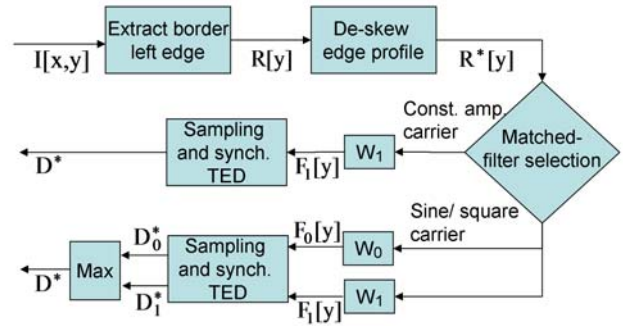 Extract border
left edge
De-skew
edge profile
I[x,y]
R[y]
R*[y]
Const. amp.
carrier
Matched-
filter selection
Sampling
and synch.
TED
W1
F1[y]
D*
Sine/ square
carrier
W0
F0[y]
Sampling
and synch.
TED
D0*
Max
D*
D1*
W1
F1[y]